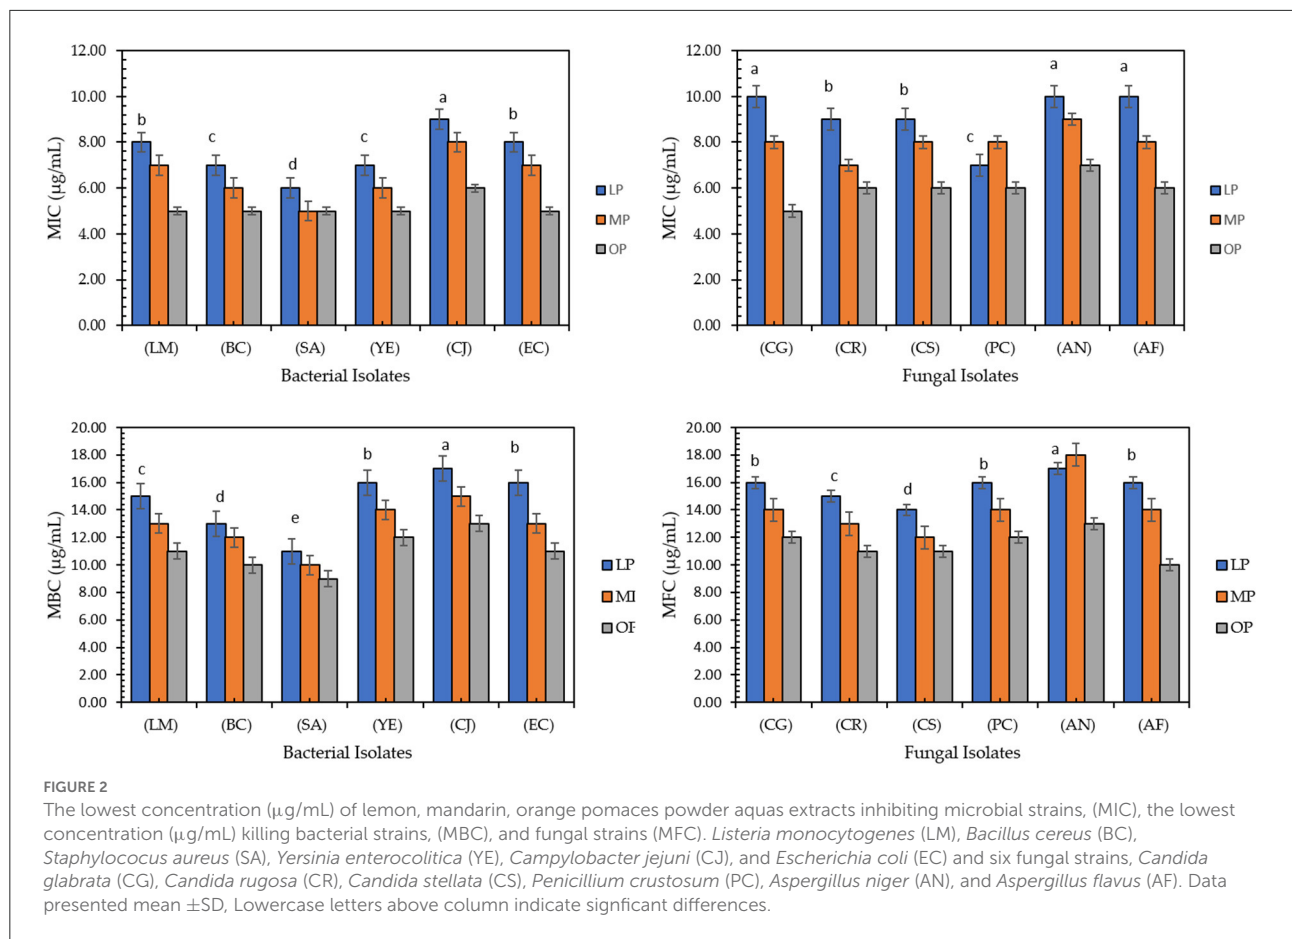 12.00
10.00
8.00
6.00
4.00
2.00
0.00
MIC (µg/mL)
b
c
d
c
a
b
LP
MP
OP
(LM) (BC) (SA) (YE) (CJ) (EC)
Bacterial Isolates
12.00
10.00
8.00
6.00
4.00
2.00
0.00
MIC (µg/mL)
a
b
b
c
a
a
LP
MP
OP
(CG) (CR) (CS) (PC) (AN) (AF)
Fungal Isolates
20.00
18.00
16.00
14.00
12.00
10.00
8.00
6.00
4.00
2.00
0.00
MBC (µg/mL)
c
d
e
b
a
b
LP
MI
OP
(LM) (BC) (SA) (YE) (CJ) (EC)
Bacterial Isolates
20.00
18.00
16.00
14.00
12.00
10.00
8.00
6.00
4.00
2.00
0.00
MFC (µg/mL)
b
c
d
b
a
b
LP
MP
OP
(CG) (CR) (CS) (PC) (AN) (AF)
Fungal Isolates
FIGURE 2
The lowest concentration (µg/mL) of lemon, mandarin, orange pomaces powder aquas extracts inhibiting microbial strains, (MIC), the lowest
concentration (µg/mL) killing bacterial strains, (MBC), and fungal strains (MFC). Listeria monocytogenes (LM), Bacillus cereus (BC),
Staphylococus aureus (SA), Yersinia enterocolitica (YE), Campylobacter jejuni (CJ), and Escherichia coli (EC) and six fungal strains, Candida
glabrata (CG), Candida rugosa (CR), Candida stellata (CS), Penicillium crustosum (PC), Aspergillus niger (AN), and Aspergillus flavus (AF). Data
presented mean ±SD, Lowercase letters above column indicate signficant differences.